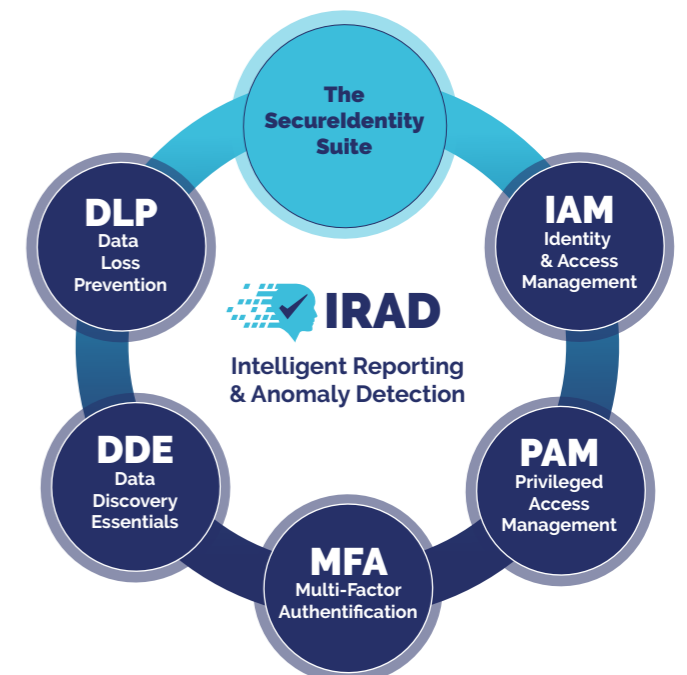 The
SecureIdentity
Suite
IAM
Identity
& Access
Management
PAM
Privileged
Access
Management
MFA
Multi-Factor
Authentification
DDE
Data
Discovery
Essentials
DLP
Data
Loss
Prevention
IRAD
Intelligent Reporting
& Anomaly Detection